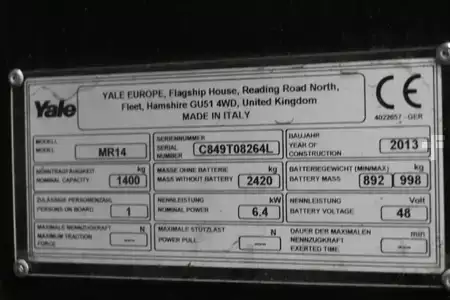 Yale
YALE EUROPE, Flagship House, Reading Road North,
Fleet, Hamshire GU51 4WD, United Kingdom
MADE IN ITALY
CE
4022657 - GER
MODELL
MODEL
MR14
SERIENNUMMER
SERIAL NUMBER
C849T08264L
BAUJAHR
YEAR OF CONSTRUCTION
2013
NENNTRAGFÄHIGKEIT kg
NOMINAL CAPACITY
1400
MASSE OHNE BATTERIE kg
MASS WITHOUT BATTERY
2420
BATTERIEGEWICHT (MIN/MAX) kg
BATTERY MASS
892 998
ZULÄSSIGE PERSONENZAHL
PERSONS ON BOARD
1
NENNLEISTUNG kW
NOMINAL POWER
6.4
NENNLEISTUNG Volt
BATTERY VOLTAGE
48
MAXIMALE NENNZUGKRAFT N
MAXIMUM TRACTION FORCE
---
MAXIMALE STÜTZLAST N
POWER PULL
---
DAUER DER MAXIMALEN NENNZUGKRAFT min
EXERTED TIME
---